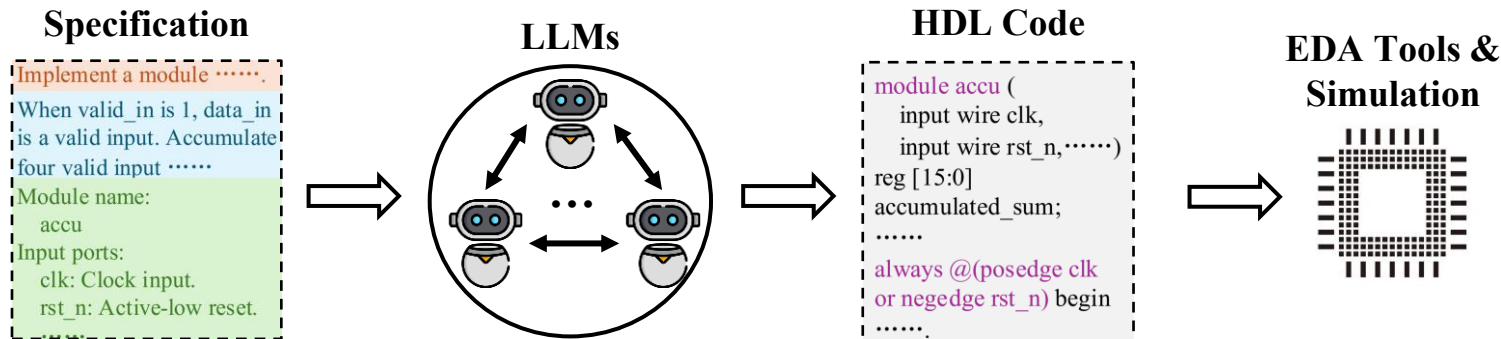 Specification
Implement a module ⋯⋯.
When valid_in is 1, data_in
is a valid input. Accumulate
four valid input ⋯⋯
Module name:
accu
Input ports:
clk: Clock input.
rst_n: Active-low reset.
⋯⋯
LLMs
...
HDL Code
module accu (
input wire clk,
input wire rst_n,⋯⋯)
reg [15:0]
accumulated_sum;
⋯⋯
always @(posedge clk
or negedge rst_n) begin
⋯⋯.
EDA Tools &
Simulation